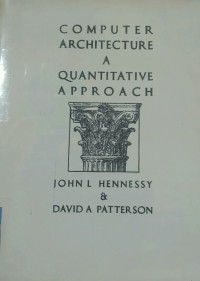 COMPUTER
ARCHITECTURE
A
QUANTITATIVE
APPROACH
JOHN L HENNESSY
&
DAVID A PATTERSON